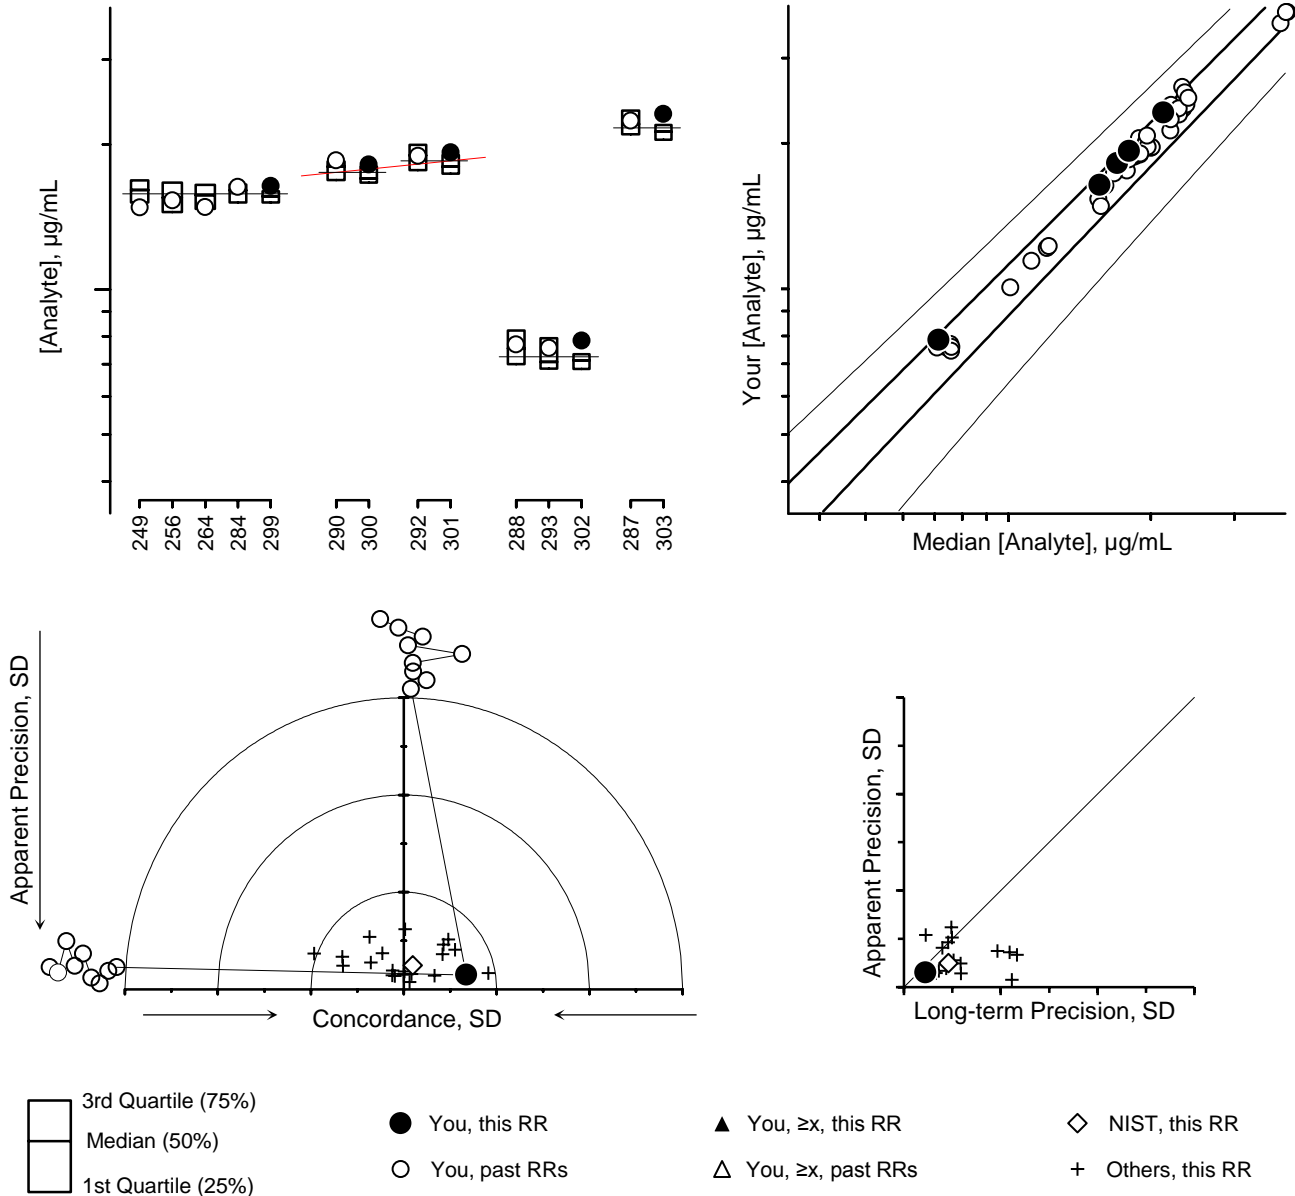 [Analyte], µg/mL
249 256 264 284 299 290 300 292 301 288 293 302 287 303
Your [Analyte], µg/mL
Median [Analyte], µg/mL
Apparent Precision, SD
Concordance, SD
Apparent Precision, SD
Long-term Precision, SD
3rd Quartile (75%)
Median (50%)
1st Quartile (25%)
You, this RR
You, past RRs
You, ≥x, this RR
You, ≥x, past RRs
NIST, this RR
Others, this RR